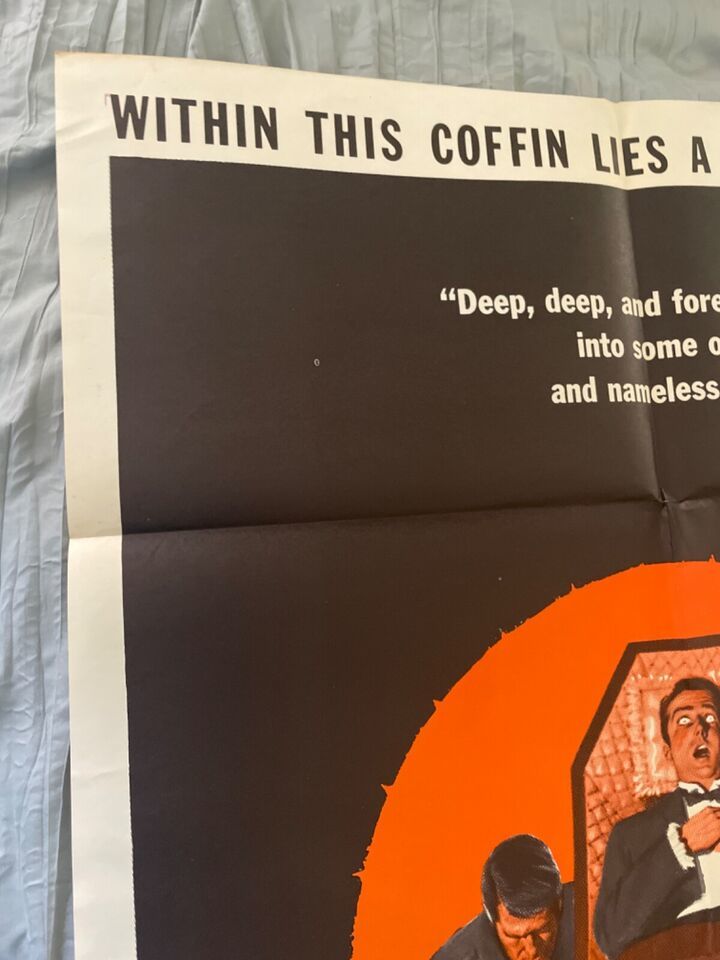 WITHIN THIS COFFIN LIES A
“Deep, deep, and fore
into some o
and nameless